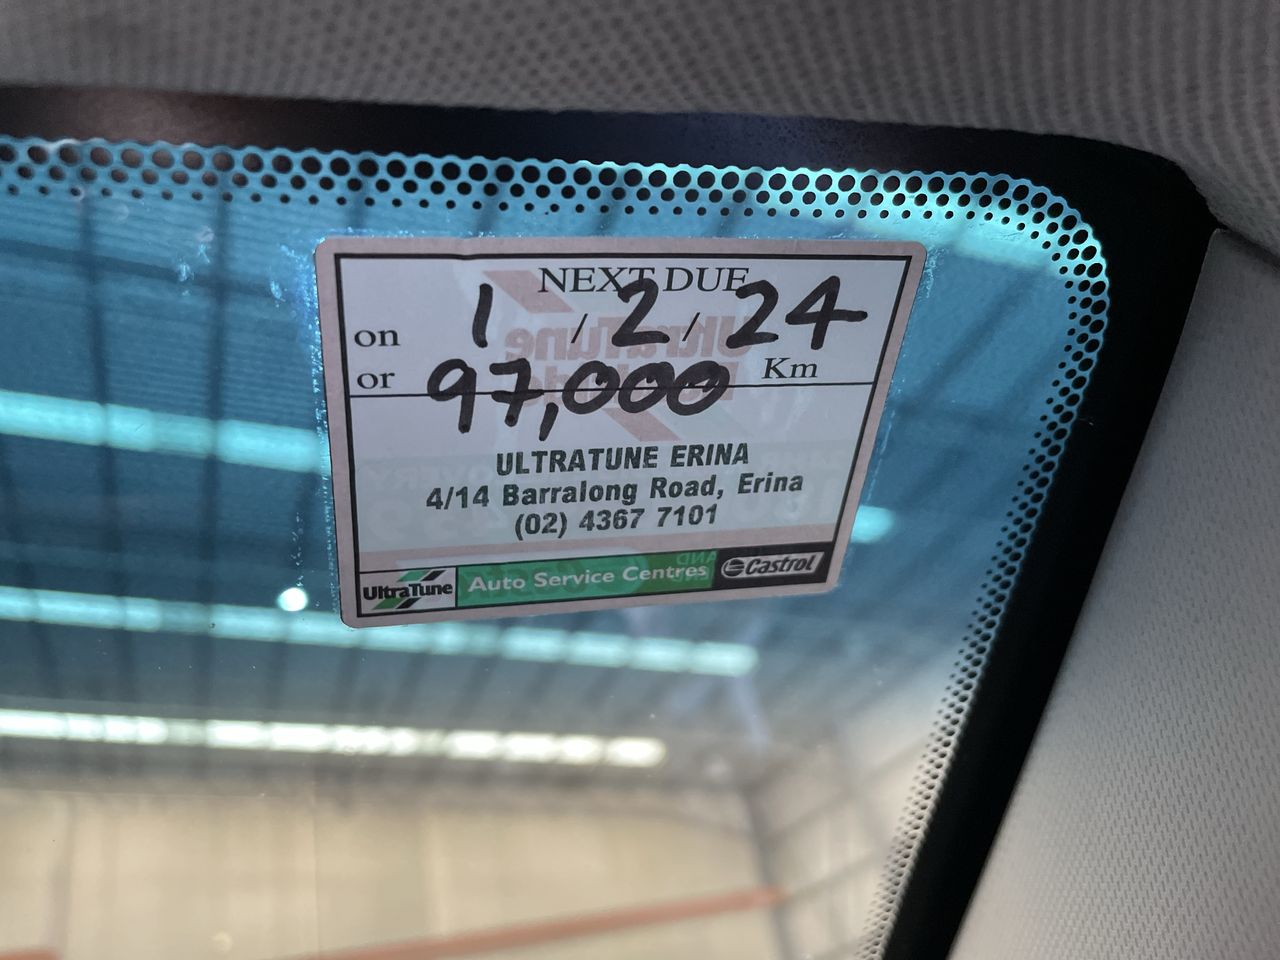 NEXT DUE
on 1 / 2 / 24
or 97,000 Km
ULTRATUNE ERINA
4/14 Barralong Road, Erina
(02) 4367 7101
UltraTune Auto Service Centres Castrol